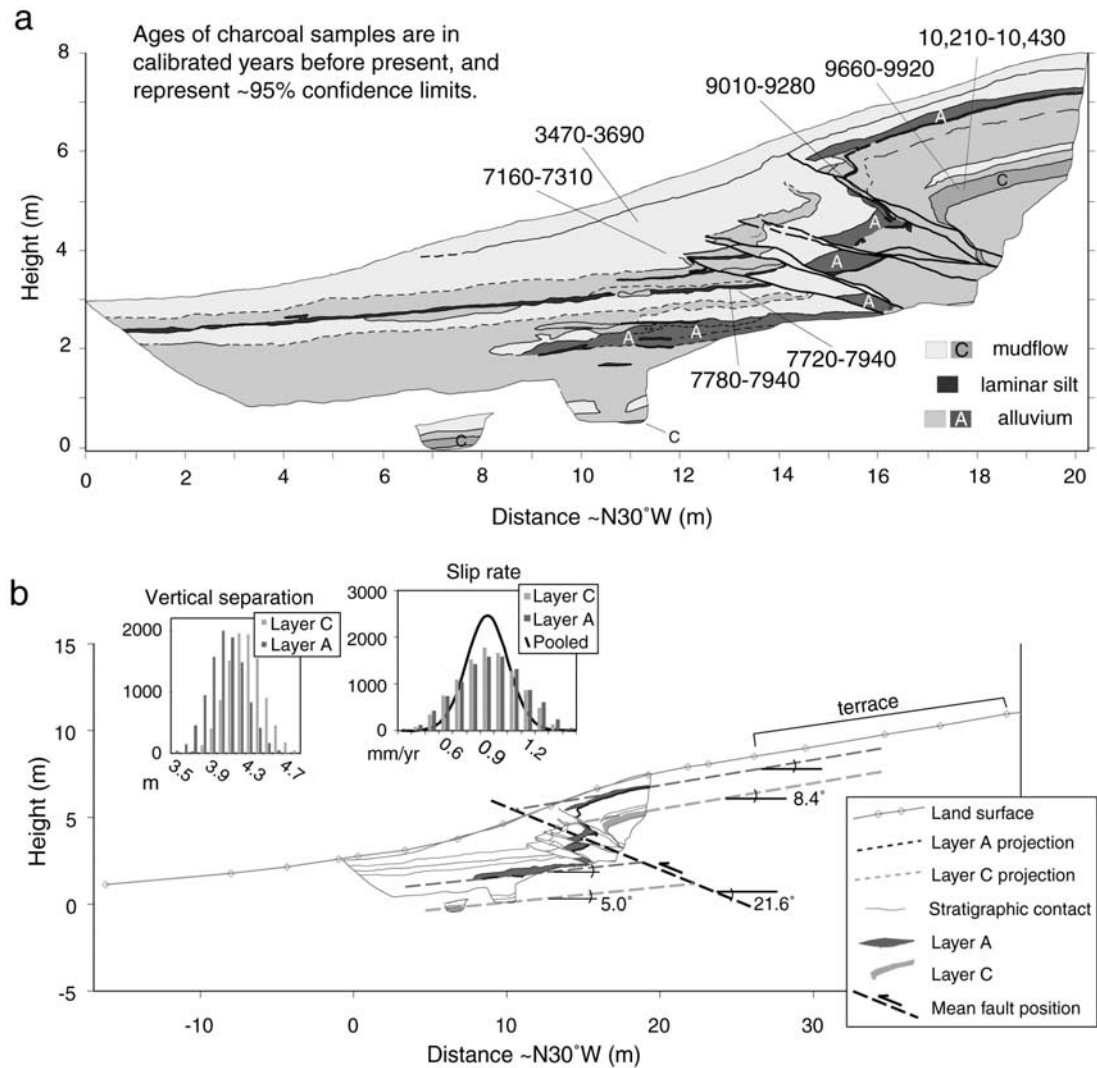 a
Ages of charcoal samples are in
calibrated years before present, and
represent ~95% confidence limits.
10,210-10,430
9660-9920
9010-9280
3470-3690
7160-7310
7720-7940
7780-7940
A
C
A
A
A
A A
C
C
C mudflow
laminar silt
A alluvium
Height (m)
8
6
4
2
0
0 2 4 6 8 10 12 14 16 18 20
Distance ~N30°W (m)
b
Vertical separation
Layer C
Layer A
2000
1000
0
m 3.5 3.9 4.3 4.7
Slip rate
Layer C
Layer A
Pooled
3000
2000
1000
0
mm/yr 0.6 0.9 1.2
terrace
8.4°
5.0°
21.6°
Land surface
Layer A projection
Layer C projection
Stratigraphic contact
Layer A
Layer C
Mean fault position
Height (m)
15
10
5
0
-5
-10 0 10 20 30
Distance ~N30°W (m)